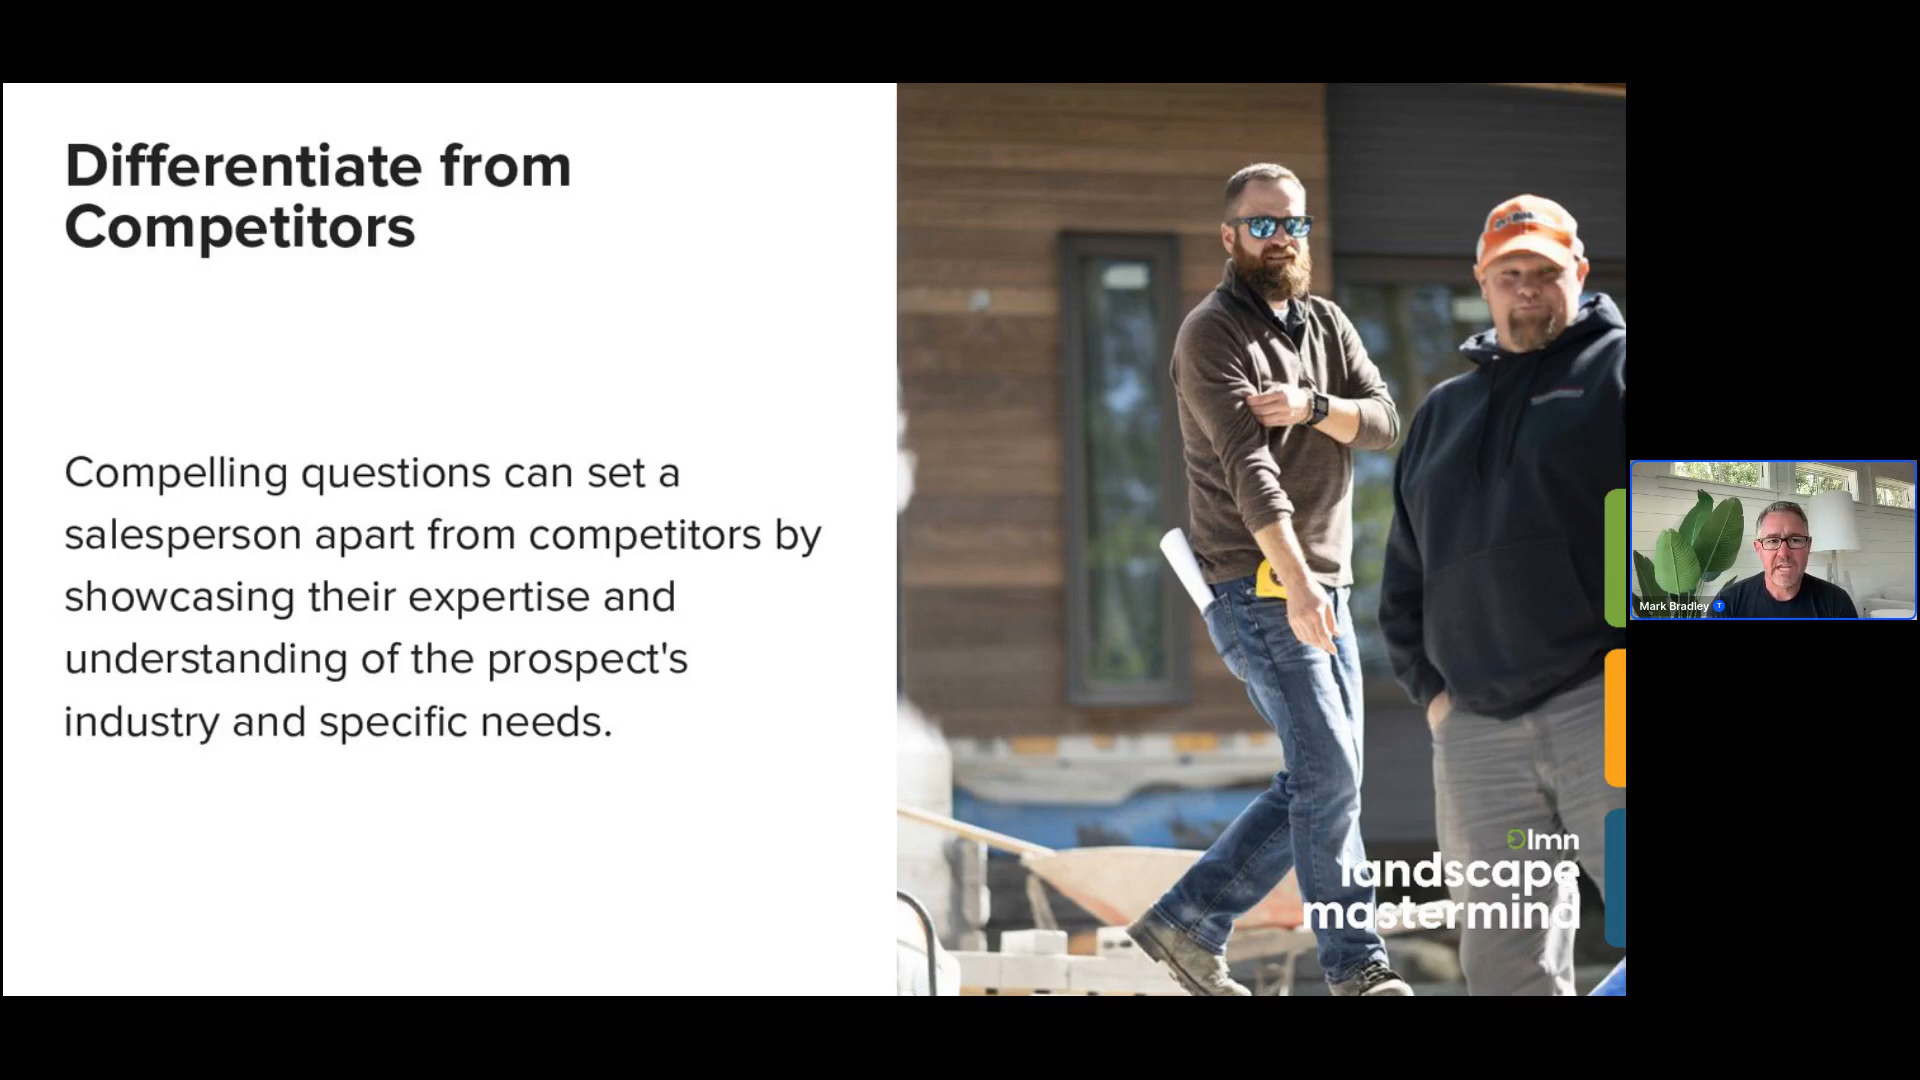 Differentiate from
Competitors
Compelling questions can set a
salesperson apart from competitors by
showcasing their expertise and
understanding of the prospect's
industry and specific needs.
lmn
landscape
mastermind
Mark Bradley
T